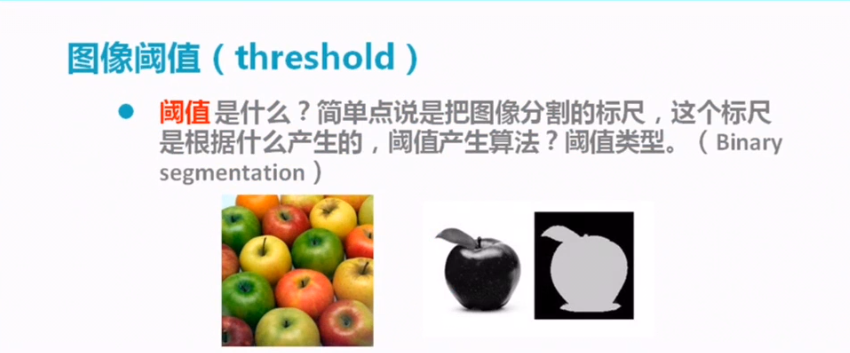 图像阈值（threshold）
阈值是什么？简单点说是把图像分割的标尺，这个标尺
是根据什么产生的，阈值产生算法？阈值类型。（Binary
segmentation）